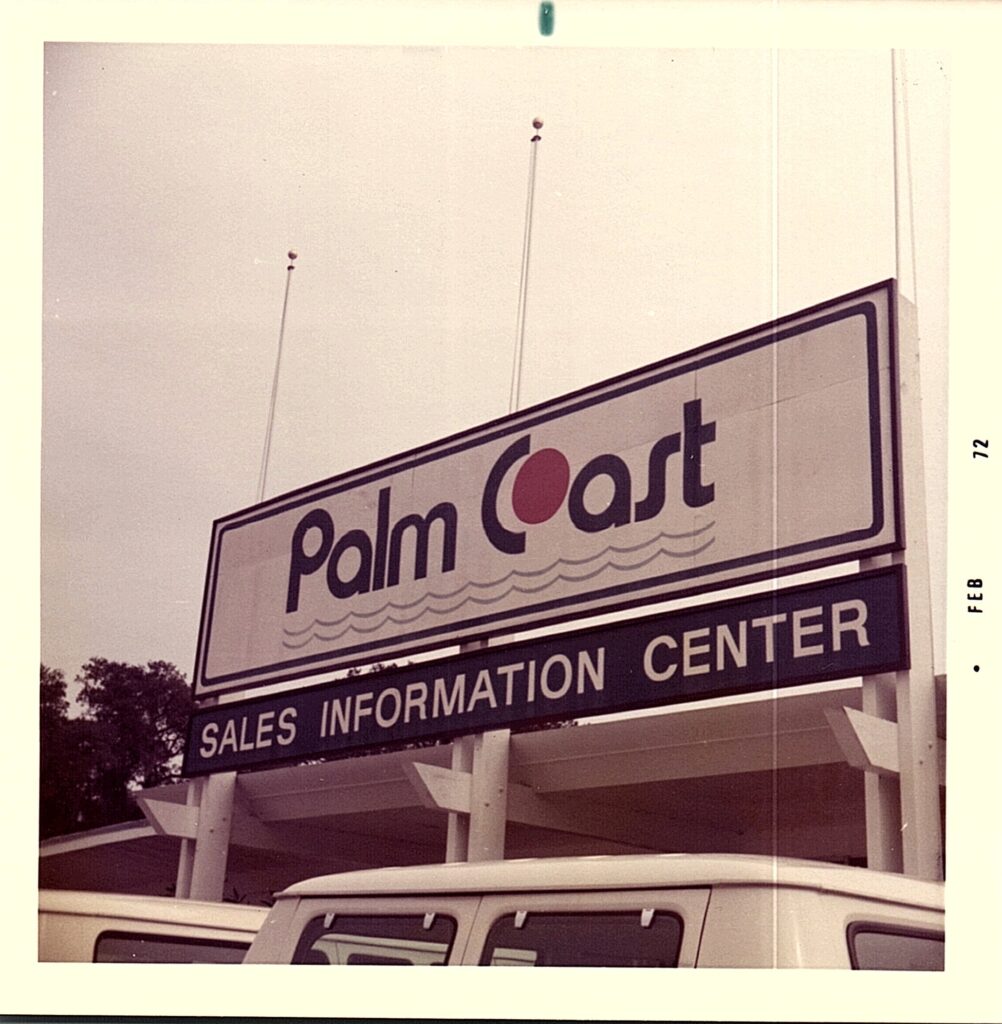 Palm Coast
SALES INFORMATION CENTER
• FEB 72